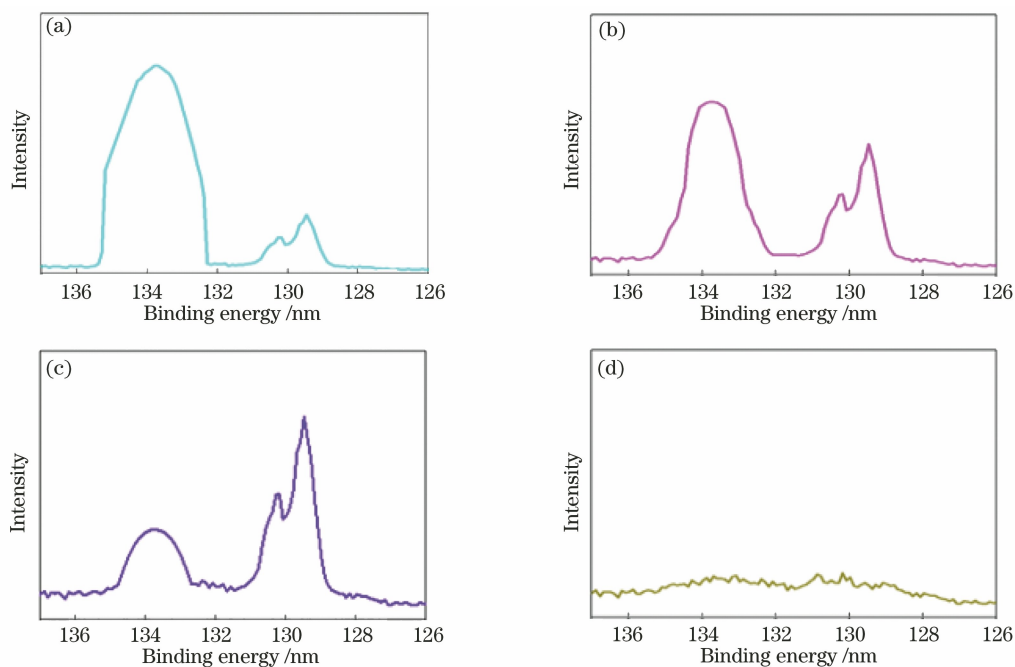 (a)
Intensity
136 134 132 130 128 126
Binding energy /nm
(b)
Intensity
136 134 132 130 128 126
Binding energy /nm
(c)
Intensity
136 134 132 130 128 126
Binding energy /nm
(d)
Intensity
136 134 132 130 128 126
Binding energy /nm